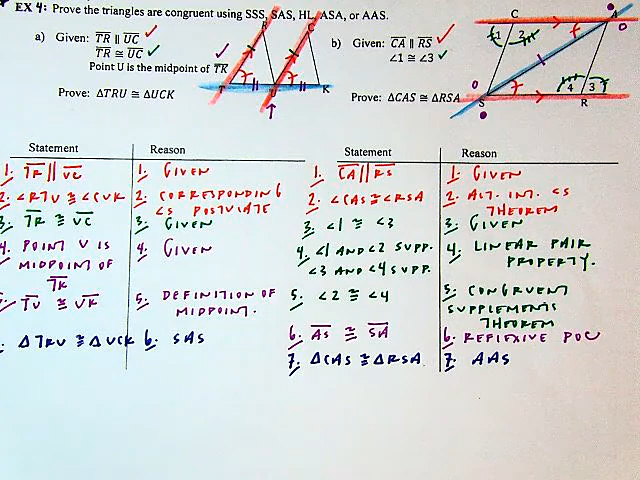 EX 4: Prove the triangles are congruent using SSS, SAS, HL, ASA, or AAS.
a) Given: TR ∥ UC
TR ≅ UC
Point U is the midpoint of TK
Prove: ΔTRU ≅ ΔUCK
R C
T U K
b) Given: CA ∥ RS
∠1 ≅ ∠3
Prove: ΔCAS ≅ ΔRSA
C A
1 2
4 3
S R
Statement Reason
1. TR ∥ UC 1. GIVEN
2. ∠RTU ≅ ∠CUK 2. CORRESPONDING
∠S POSTULATE
3. TR ≅ UC 3. GIVEN
4. POINT U IS 4. GIVEN
MIDPOINT OF
TK
5. TU ≅ UK 5. DEFINITION OF
MIDPOINT.
. ΔTRU ≅ ΔUCK 6. SAS
Statement Reason
1. CA ∥ RS 1. GIVEN
2. ∠CAS ≅ ∠RSA 2. ALT. INT. ∠S
THEOREM
3. ∠1 ≅ ∠3 3. GIVEN
4. ∠1 AND ∠2 SUPP. 4. LINEAR PAIR
∠3 AND ∠4 SUPP. PROPERTY.
5. ∠2 ≅ ∠4 5. CONGRUENT
SUPPLEMENTS
THEOREM
6. AS ≅ SA 6. REFLEXIVE POC
7. ΔCAS ≅ ΔRSA 7. AAS